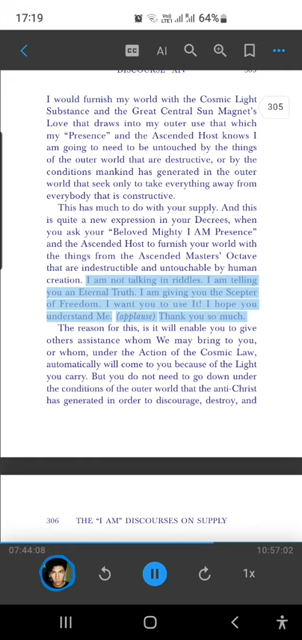 17:19
64%
CC AI
DISCOURSE XIV 305
305
I would furnish my world with the Cosmic Light
Substance and the Great Central Sun Magnet's
Love that draws into my outer use that which
my "Presence" and the Ascended Host knows I
am going to need to be untouched by the things
of the outer world that are destructive, or by the
conditions mankind has generated in the outer
world that seek only to take everything away from
everybody that is constructive.
This has much to do with your supply. And this
is quite a new expression in your Decrees, when
you ask your "Beloved Mighty I AM Presence"
and the Ascended Host to furnish your world with
the things from the Ascended Masters' Octave
that are indestructible and untouchable by human
creation. I am not talking in riddles. I am telling
you an Eternal Truth. I am giving you the Scepter
of Freedom. I want you to use It! I hope you
understand Me. (applause) Thank you so much.
The reason for this, is it will enable you to give
others assistance whom We may bring to you,
or whom, under the Action of the Cosmic Law,
automatically will come to you because of the Light
you carry. But you do not need to go down under
the conditions of the outer world that the anti-Christ
has generated in order to discourage, destroy, and
306 THE "I AM" DISCOURSES ON SUPPLY
07:44:08 10:57:02
1x